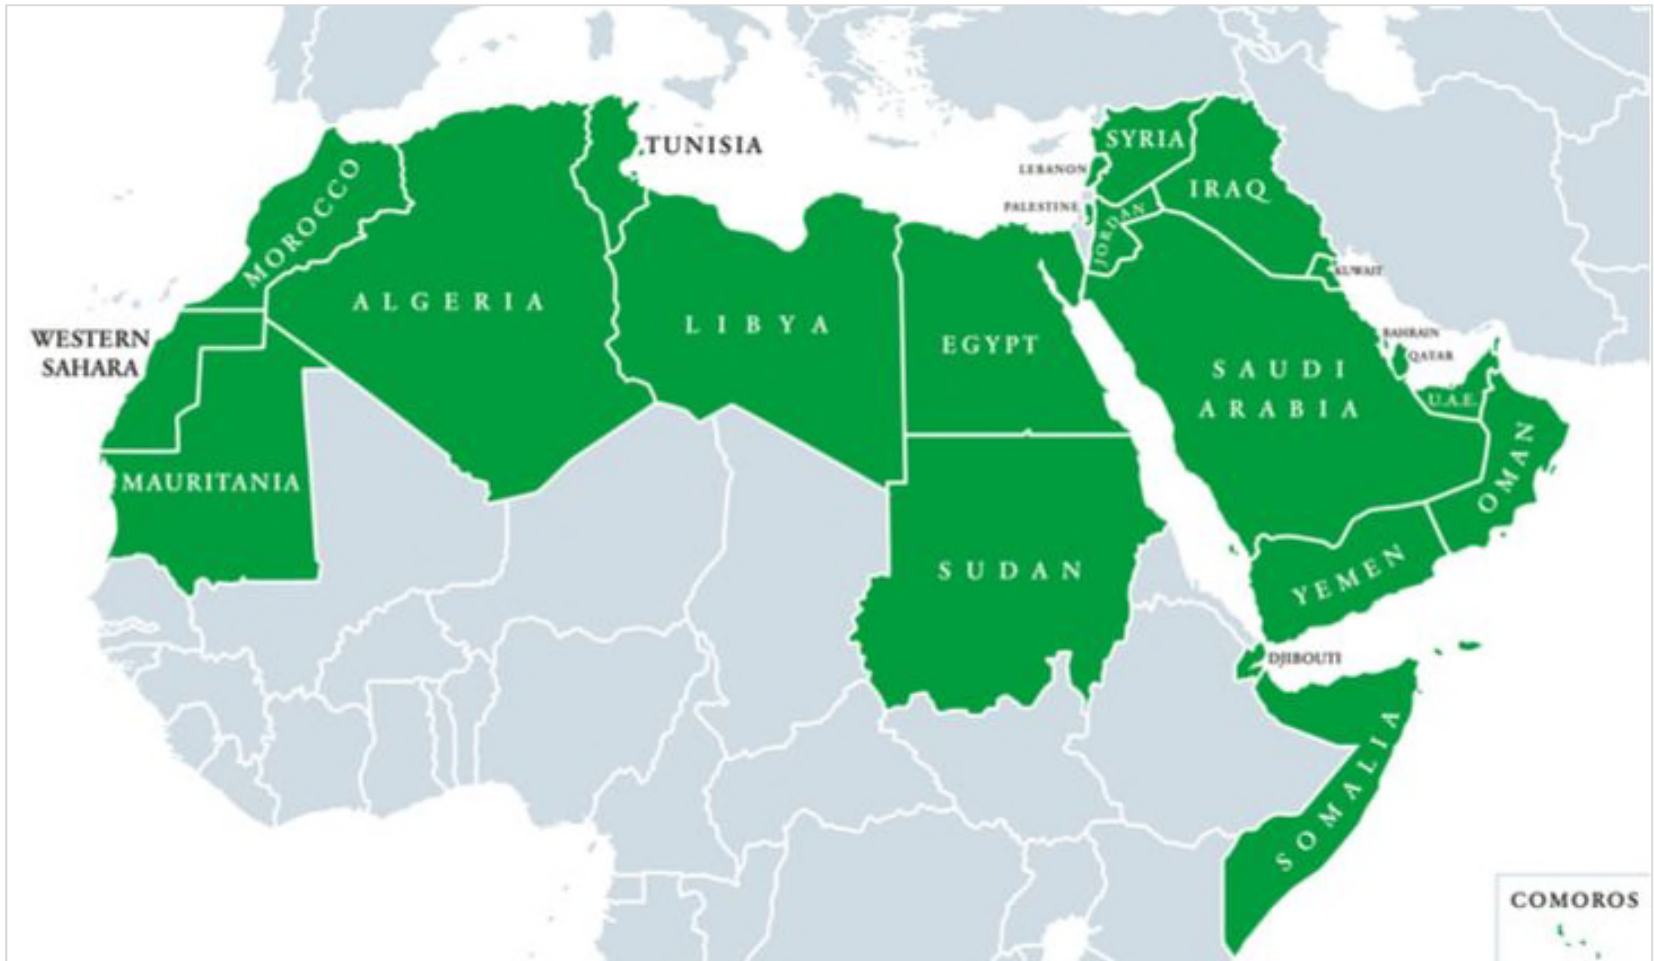 TUNISIA
SYRIA
LEBANON
MOROCCO
IRAQ
PALESTINE
JORDAN
KUWAIT
ALGERIA
LIBYA
EGYPT
BAHRAIN
WESTERN
SAHARA
QATAR
SAUDI
ARABIA
U.A.E.
OMAN
MAURITANIA
SUDAN
YEMEN
DJIBOUTI
SOMALIA
COMOROS